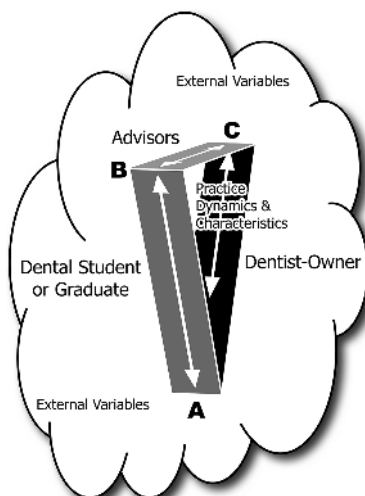 External Variables
Advisors
C
B
Practice
Dynamics &
Characteristics
Dental Student
or Graduate
Dentist-Owner
External Variables
A